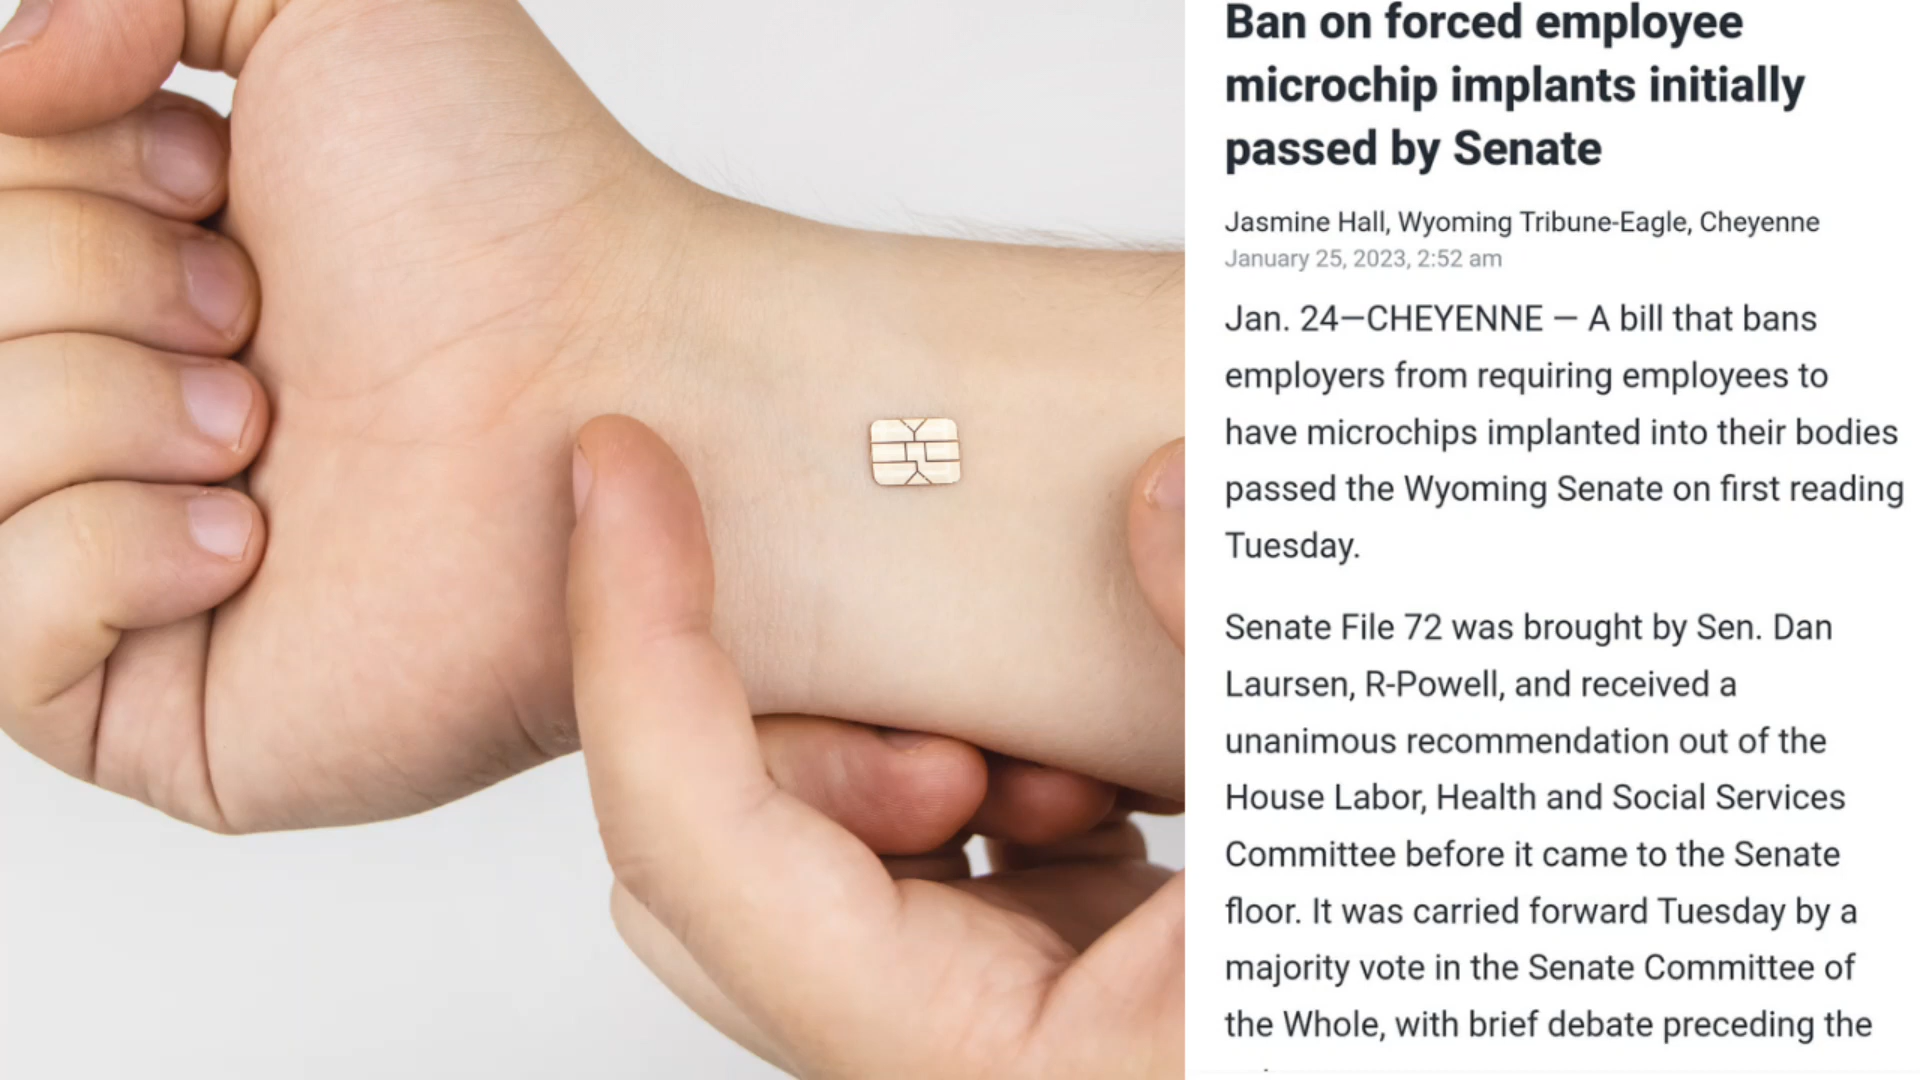 Ban on forced employee
microchip implants initially
passed by Senate
Jasmine Hall, Wyoming Tribune-Eagle, Cheyenne
January 25, 2023, 2:52 am
Jan. 24—CHEYENNE — A bill that bans
employers from requiring employees to
have microchips implanted into their bodies
passed the Wyoming Senate on first reading
Tuesday.
Senate File 72 was brought by Sen. Dan
Laursen, R-Powell, and received a
unanimous recommendation out of the
House Labor, Health and Social Services
Committee before it came to the Senate
floor. It was carried forward Tuesday by a
majority vote in the Senate Committee of
the Whole, with brief debate preceding the